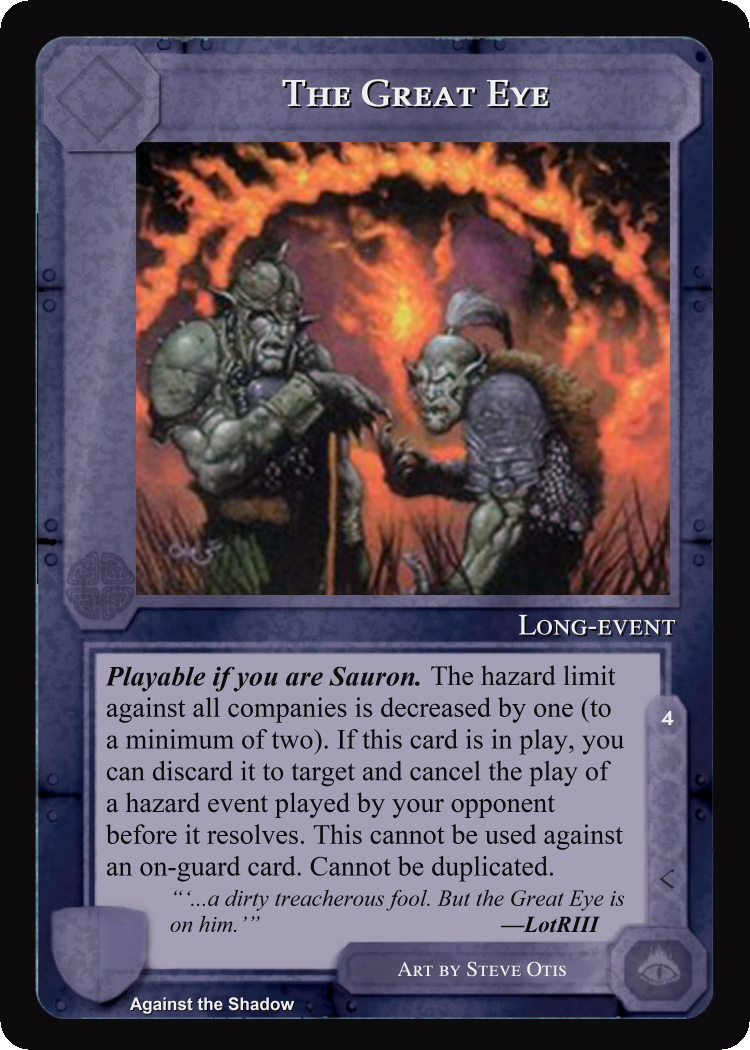 The Great Eye
Long-event
Playable if you are Sauron. The hazard limit
against all companies is decreased by one (to
a minimum of two). If this card is in play, you
can discard it to target and cancel the play of
a hazard event played by your opponent
before it resolves. This cannot be used against
an on-guard card. Cannot be duplicated.
4
“‘...a dirty treacherous fool. But the Great Eye is
on him.’” —LotRIII
Art by Steve Otis
Against the Shadow